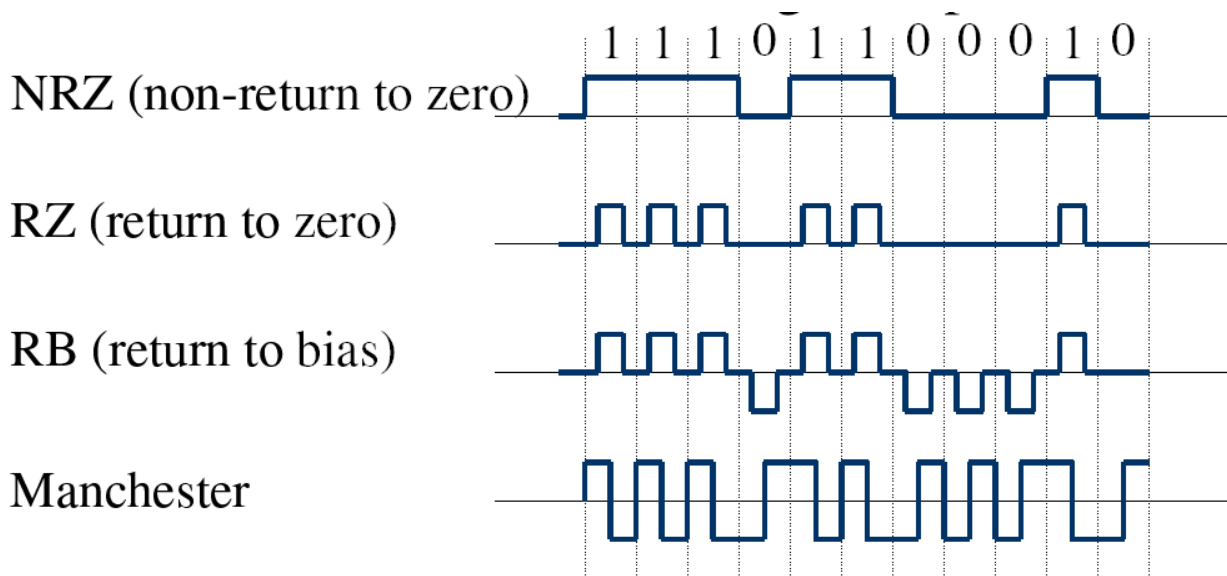 1 1 1 0 1 1 0 0 0 1 0
NRZ (non-return to zero)
RZ (return to zero)
RB (return to bias)
Manchester